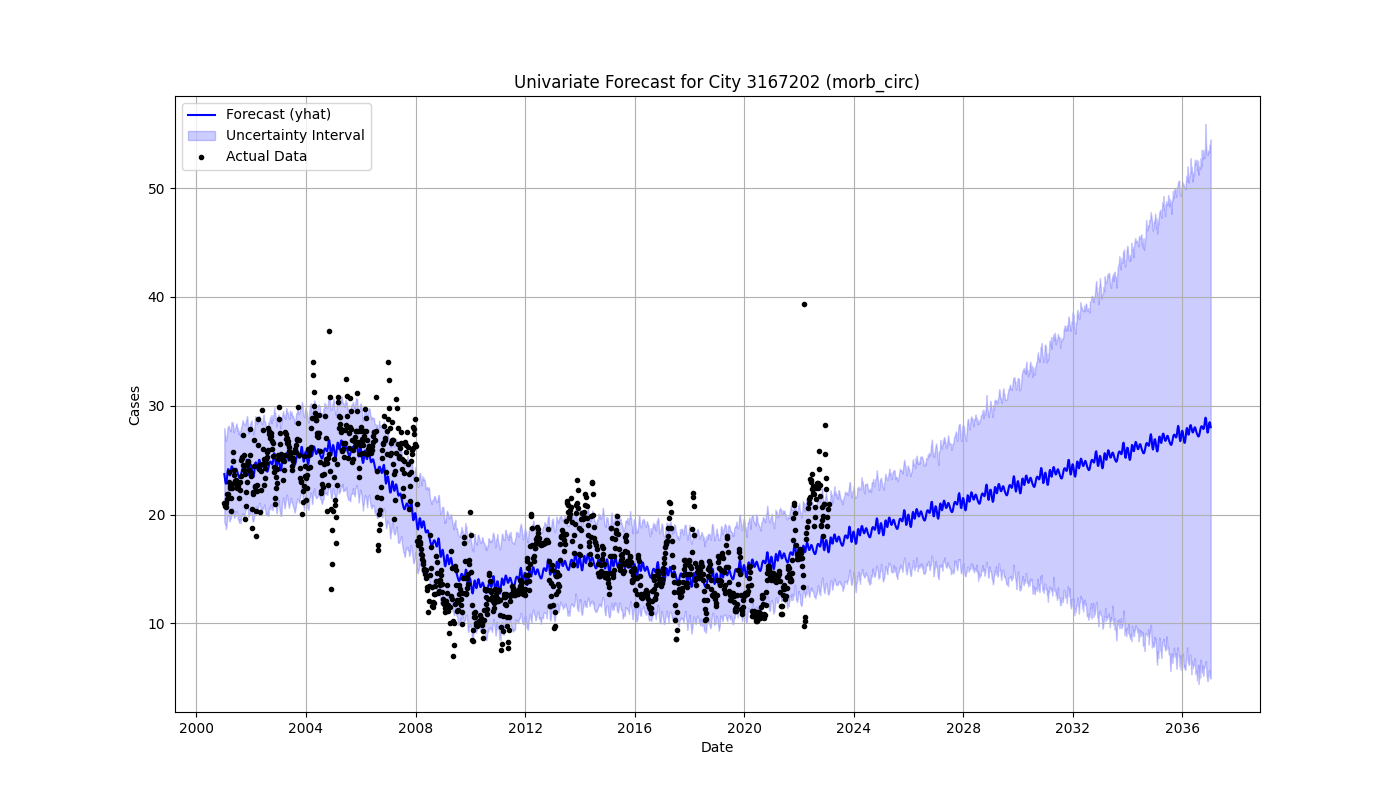 Univariate Forecast for City 3167202 (morb_circ)
Forecast (yhat)
Uncertainty Interval
Actual Data
Cases
50
40
30
20
10
2000 2004 2008 2012 2016 2020 2024 2028 2032 2036
Date